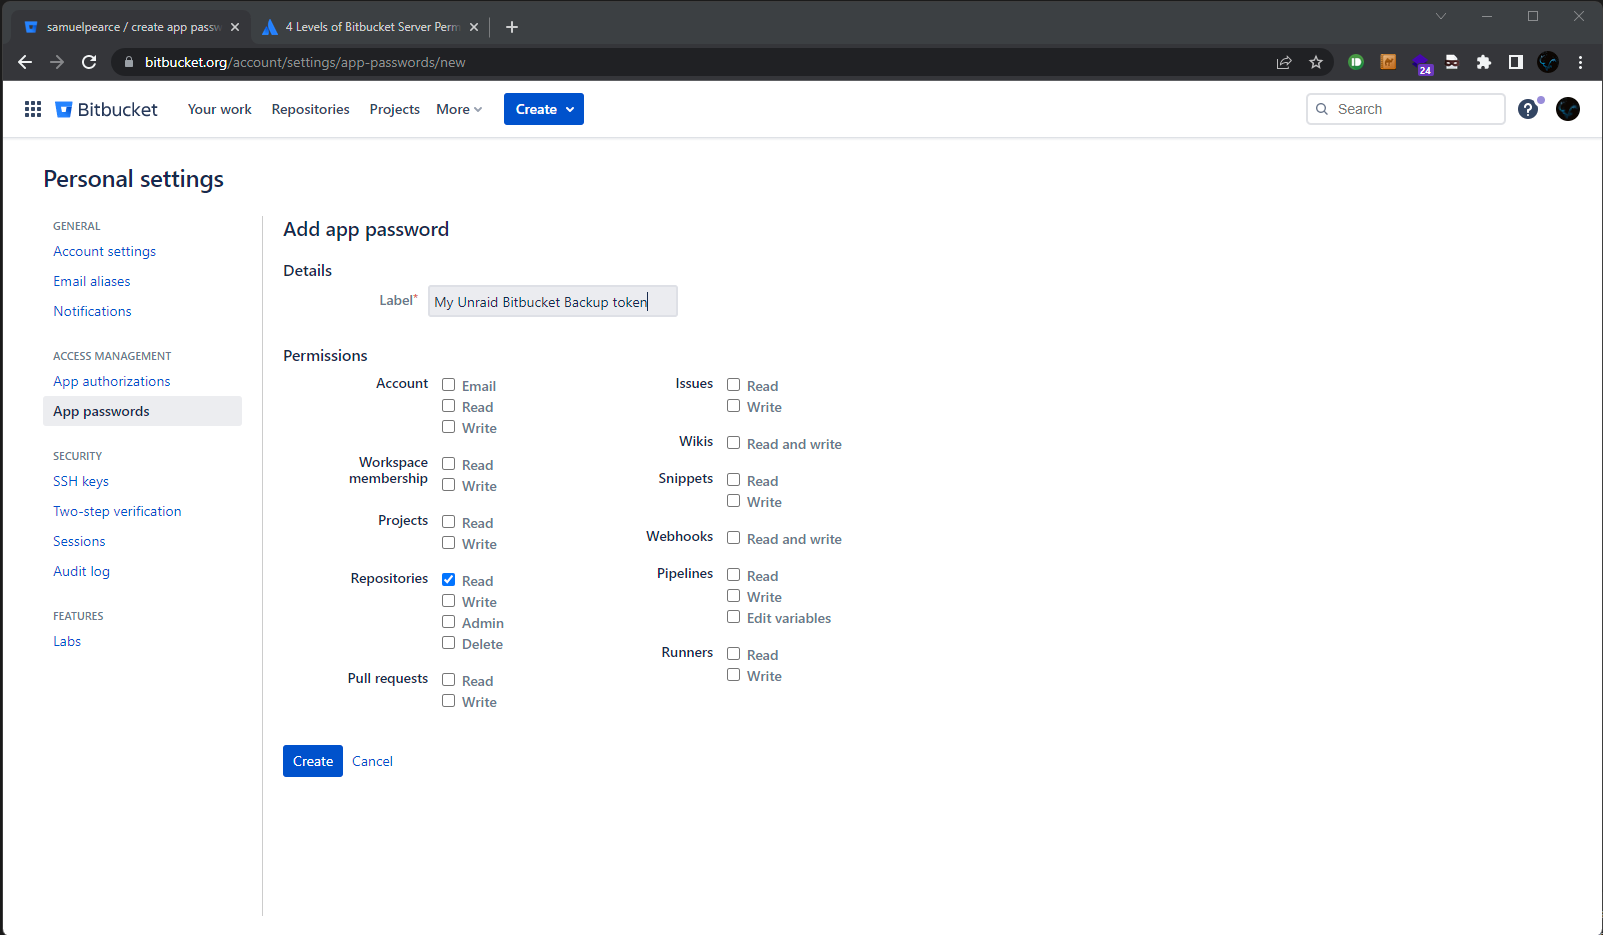 samuelpearce / create app passw
4 Levels of Bitbucket Server Perm
bitbucket.org/account/settings/app-passwords/new
24
Bitbucket
Your work
Repositories
Projects
More
Create
Search
Personal settings
GENERAL
Account settings
Email aliases
Notifications
ACCESS MANAGEMENT
App authorizations
App passwords
SECURITY
SSH keys
Two-step verification
Sessions
Audit log
FEATURES
Labs
Add app password
Details
Label* My Unraid Bitbucket Backup token
Permissions
Account
Email
Read
Write
Workspace
membership
Read
Write
Projects
Read
Write
Repositories
Read
Write
Admin
Delete
Pull requests
Read
Write
Issues
Read
Write
Wikis
Read and write
Snippets
Read
Write
Webhooks
Read and write
Pipelines
Read
Write
Edit variables
Runners
Read
Write
Create
Cancel